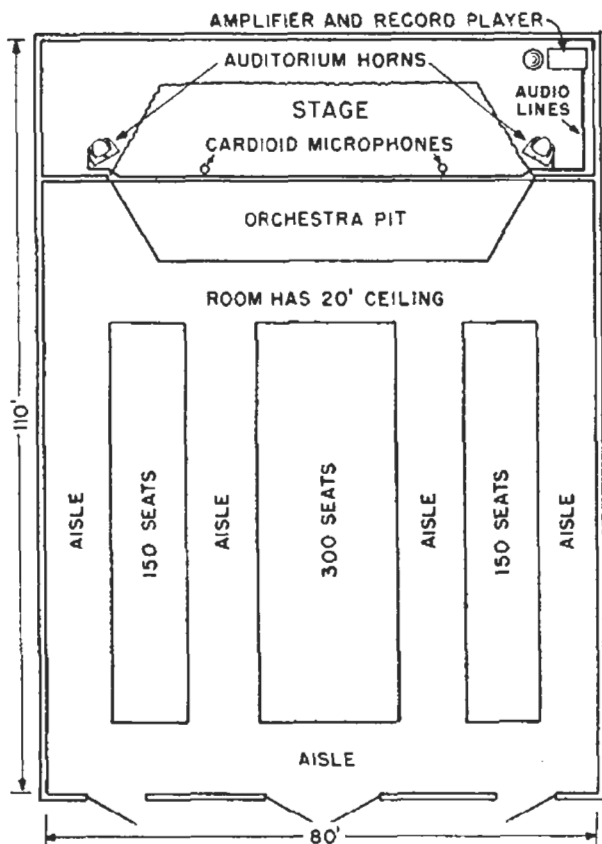 AMPLIFIER AND RECORD PLAYER
AUDITORIUM HORNS
AUDIO
LINES
STAGE
CARDIOID MICROPHONES
ORCHESTRA PIT
ROOM HAS 20' CEILING
110'
AISLE
150 SEATS
AISLE
300 SEATS
AISLE
150 SEATS
AISLE
AISLE
80'